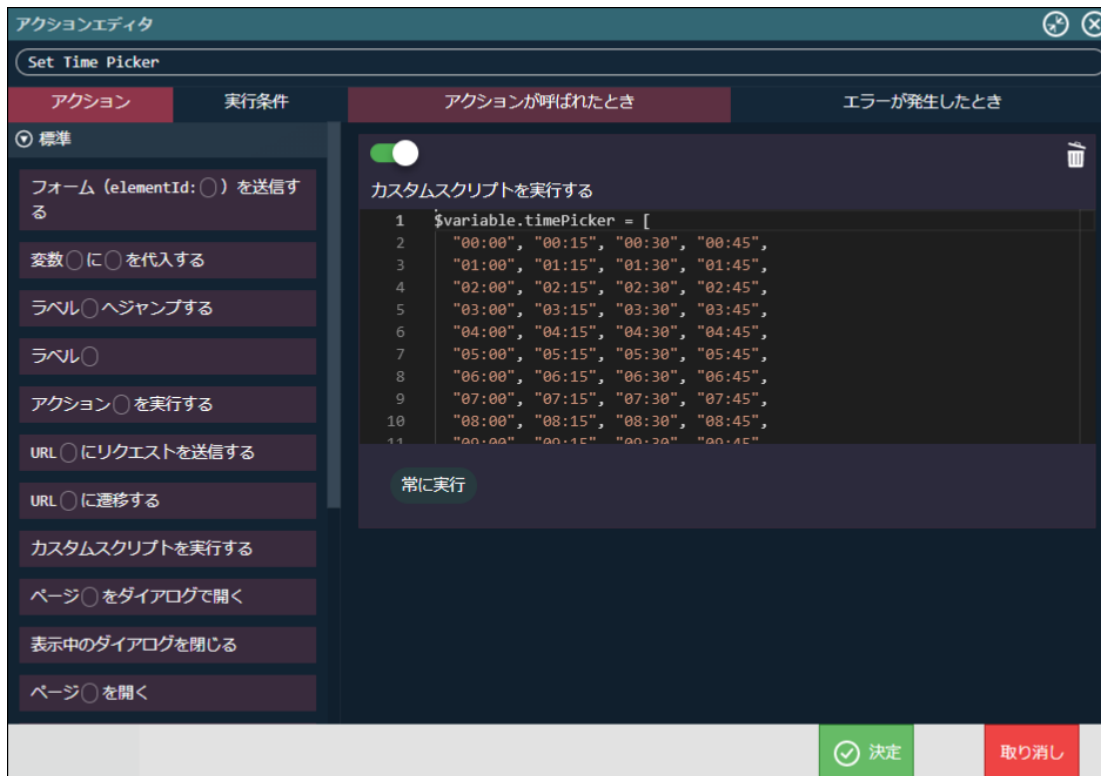 アクションエディタ
Set Time Picker
アクション
実行条件
アクションが呼ばれたとき
エラーが発生したとき
標準
フォーム（elementId:○）を送信す
る
変数○に○を代入する
ラベル○へジャンプする
ラベル○
アクション○を実行する
URL○にリクエストを送信する
URL○に遷移する
カスタムスクリプトを実行する
ページ○をダイアログで開く
表示中のダイアログを閉じる
ページ○を開く
カスタムスクリプトを実行する
1 $variable.timePicker = [
2 "00:00", "00:15", "00:30", "00:45",
3 "01:00", "01:15", "01:30", "01:45",
4 "02:00", "02:15", "02:30", "02:45",
5 "03:00", "03:15", "03:30", "03:45",
6 "04:00", "04:15", "04:30", "04:45",
7 "05:00", "05:15", "05:30", "05:45",
8 "06:00", "06:15", "06:30", "06:45",
9 "07:00", "07:15", "07:30", "07:45",
10 "08:00", "08:15", "08:30", "08:45",
11 "09:00", "09:15", "09:30", "09:45",
常に実行
決定
取り消し